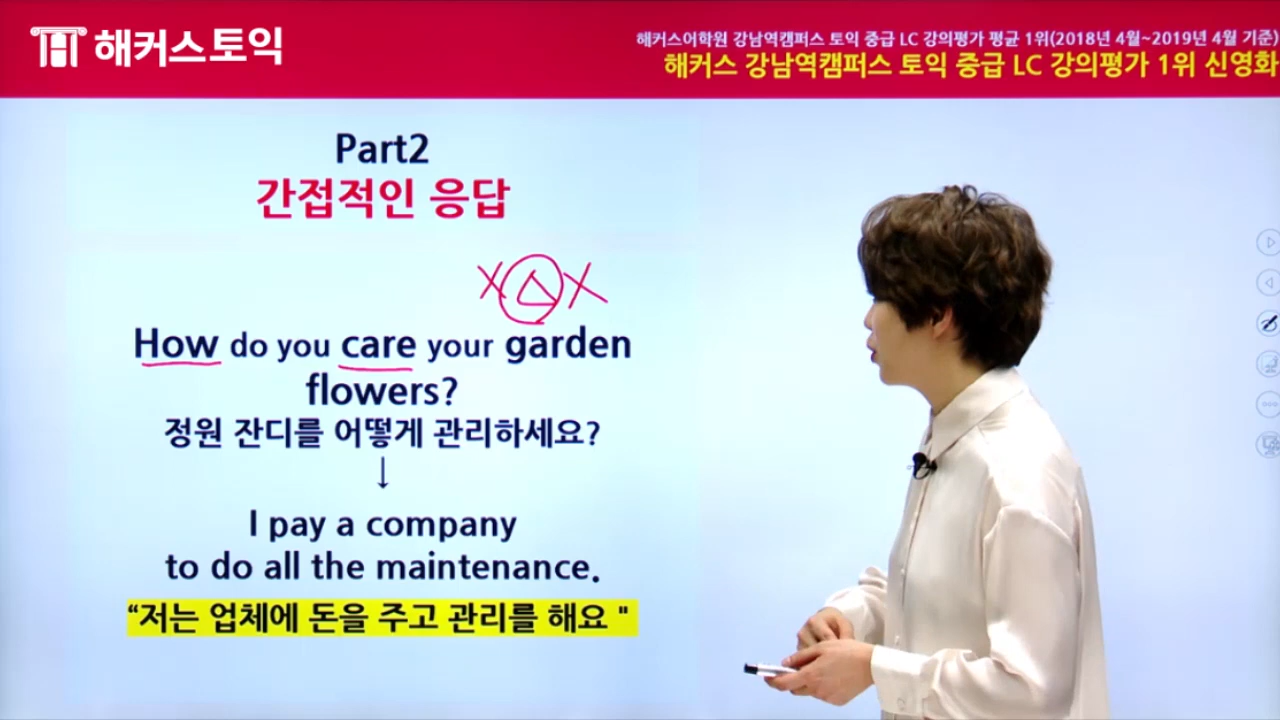 해커스토익
해커스어학원 강남역캠퍼스 토익 중급 LC 강의평가 평균 1위(2018년 4월~2019년 4월 기준)
해커스 강남역캠퍼스 토익 중급 LC 강의평가 1위 신영화
Part2
간접적인 응답
X △ X
How do you care your garden
flowers?
정원 잔디를 어떻게 관리하세요?
↓
I pay a company
to do all the maintenance.
“저는 업체에 돈을 주고 관리를 해요 "